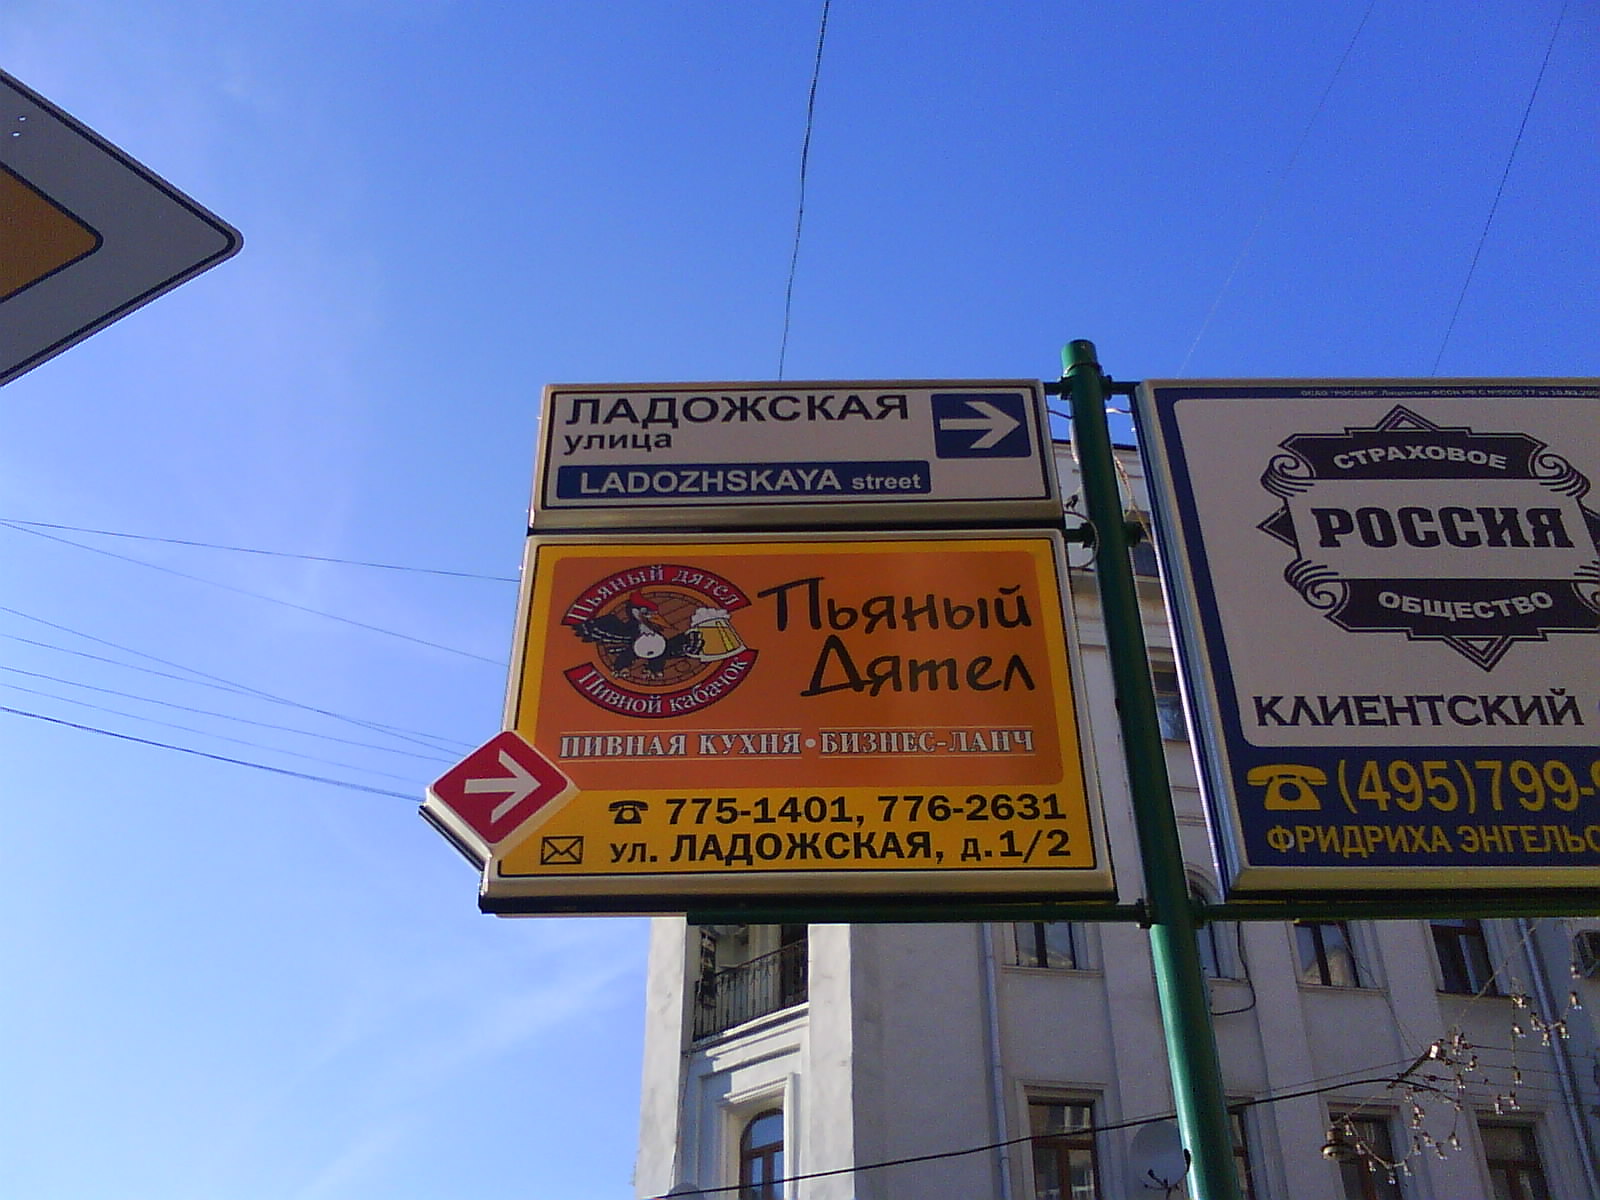 ЛАДОЖСКАЯ
улица
LADOZHSKAYA street
Пьяный дятел
Пивной кабачок
Пьяный
Дятел
ПИВНАЯ КУХНЯ • БИЗНЕС-ЛАНЧ
775-1401, 776-2631
ул. ЛАДОЖСКАЯ, д. 1/2
СТРАХОВОЕ
РОССИЯ
ОБЩЕСТВО
КЛИЕНТСКИЙ
(495)799-
ФРИДРИХА ЭНГЕЛЬС